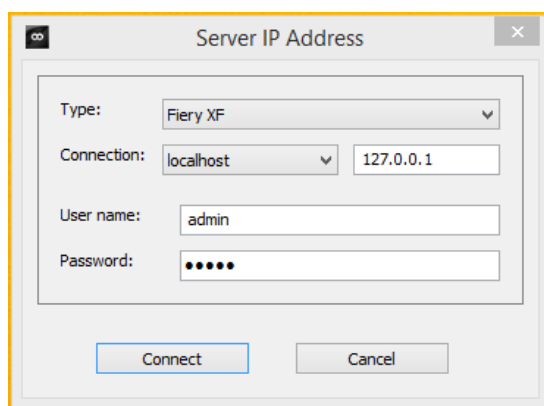 Server IP Address
Type: Fiery XF
Connection: localhost 127.0.0.1
User name: admin
Password: •••••
Connect Cancel